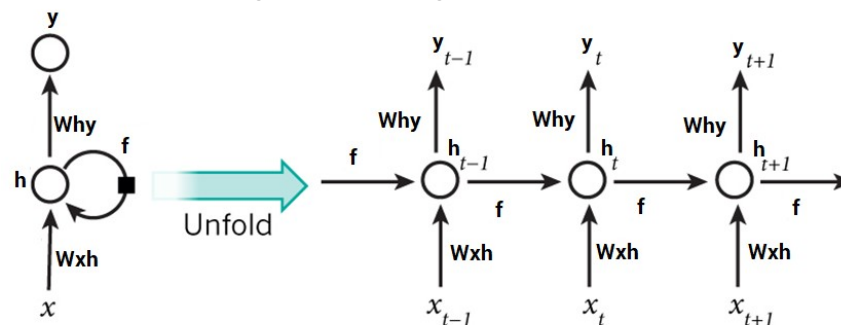 y
Why
f
h
Wxh
x
Unfold
y t-1
y t
y t+1
Why
Why
Why
h t-1
h t
h t+1
f
f
f
f
Wxh
Wxh
Wxh
x t-1
x t
x t+1